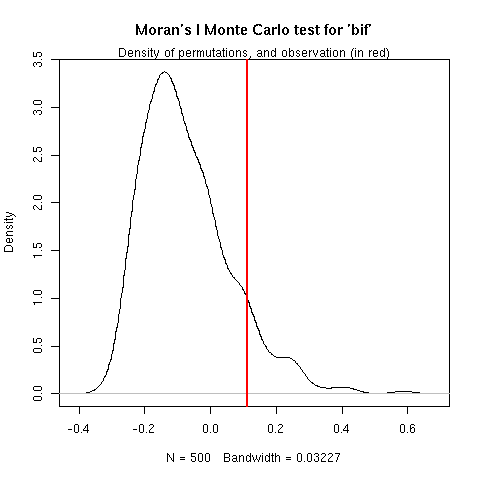 Moran's I Monte Carlo test for 'bif'
Density of permutations, and observation (in red)
3.5
3.0
2.5
2.0
1.5
1.0
0.5
0.0
Density
-0.4 -0.2 0.0 0.2 0.4 0.6
N = 500 Bandwidth = 0.03227